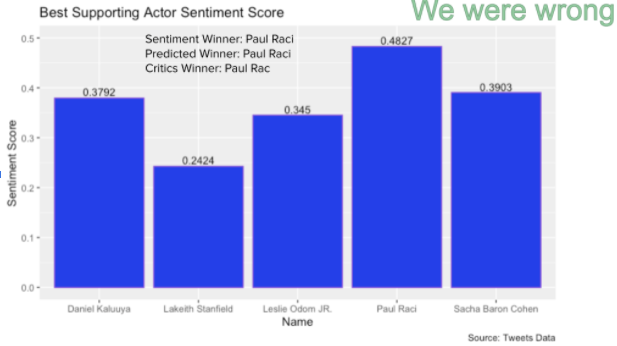 We were wrong
Best Supporting Actor Sentiment Score
Sentiment Winner: Paul Raci
Predicted Winner: Paul Raci
Critics Winner: Paul Rac
Sentiment Score
0.5
0.4
0.3
0.2
0.1
0.0
0.3792
0.2424
0.345
0.4827
0.3903
Daniel Kaluuya
Lakeith Stanfield
Leslie Odom JR.
Paul Raci
Sacha Baron Cohen
Name
Source: Tweets Data